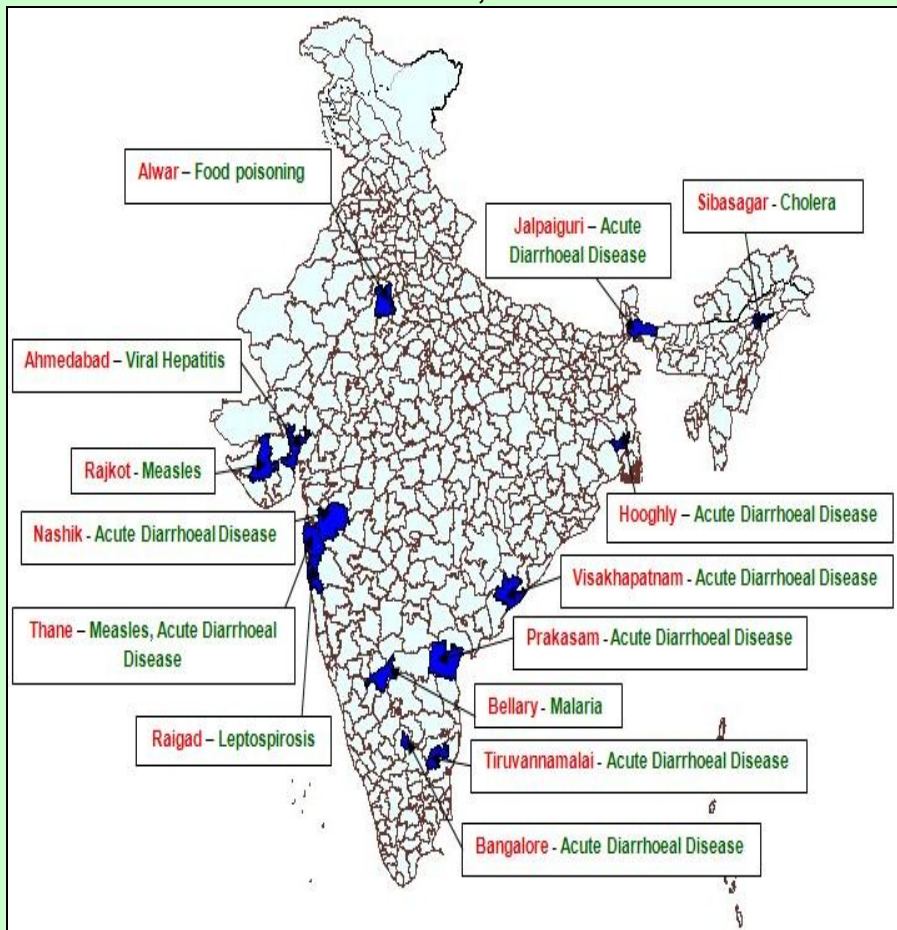 Alwar – Food poisoning
Sibasagar - Cholera
Jalpaiguri – Acute
Diarrhoeal Disease
Ahmedabad – Viral Hepatitis
Rajkot - Measles
Nashik - Acute Diarrhoeal Disease
Hooghly – Acute Diarrhoeal Disease
Visakhapatnam - Acute Diarrhoeal Disease
Thane – Measles, Acute Diarrhoeal
Disease
Prakasam - Acute Diarrhoeal Disease
Bellary - Malaria
Raigad – Leptospirosis
Tiruvannamalai - Acute Diarrhoeal Disease
Bangalore - Acute Diarrhoeal Disease